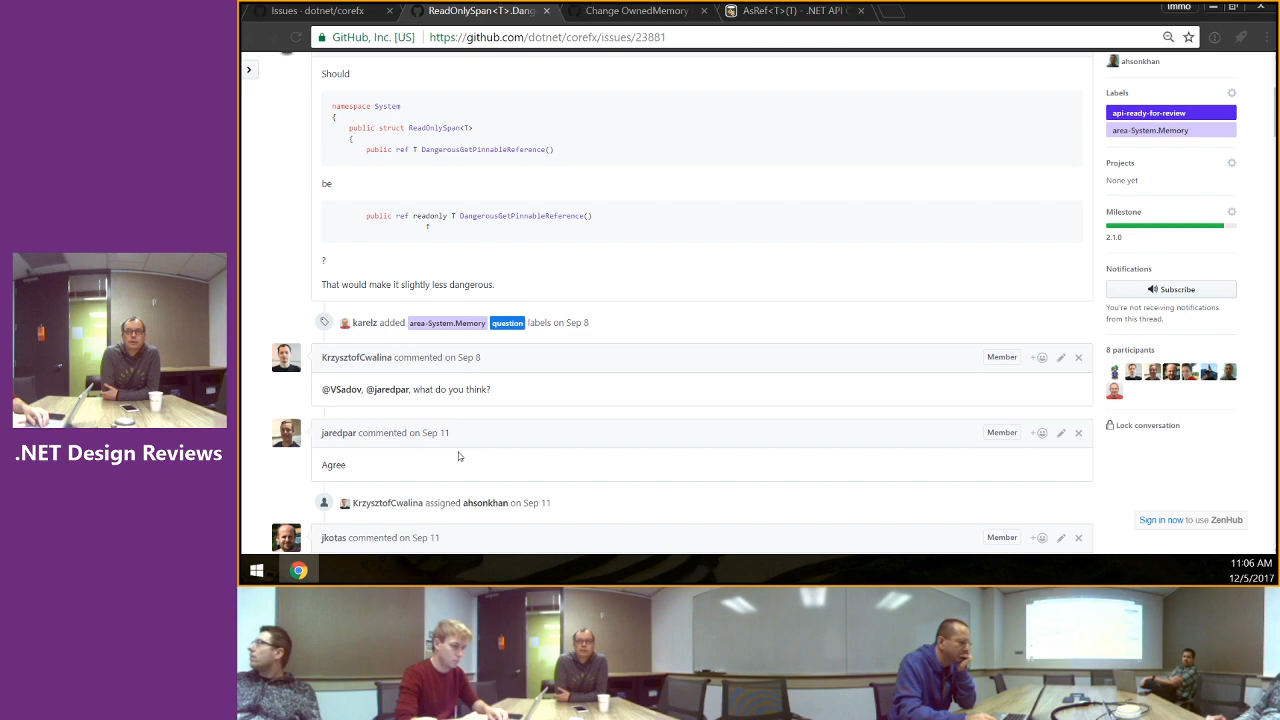 Issues · dotnet/corefx
ReadOnlySpan<T>.Dang
Change OwnedMemory
AsRef<T>(T) - .NET API C
Immo
GitHub, Inc. [US] https://github.com/dotnet/corefx/issues/23881
Should
namespace System
{
public struct ReadOnlySpan<T>
{
public ref T DangerousGetPinnableReference()
be
public ref readonly T DangerousGetPinnableReference()
↑
?
That would make it slightly less dangerous.
karelz added area-System.Memory question labels on Sep 8
KrzysztofCwalina commented on Sep 8
Member
@VSadov, @jaredpar, what do you think?
jaredpar commented on Sep 11
Member
Agree
KrzysztofCwalina assigned ahsonkhan on Sep 11
jkotas commented on Sep 11
Member
ahsonkhan
Labels
api-ready-for-review
area-System.Memory
Projects
None yet
Milestone
2.1.0
Notifications
Subscribe
You're not receiving notifications
from this thread.
8 participants
Lock conversation
Sign in now to use ZenHub
11:06 AM
12/5/2017
.NET Design Reviews